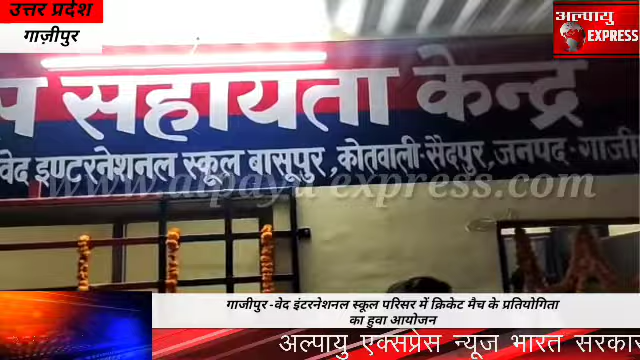 उत्तर प्रदेश
गाज़ीपुर
अल्पायु
EXPRESS
सहायता केन्द्र
वेद इण्टरनेशनल स्कूल बासूपुर, कोतवाली-सैदपुर, जनपद-गाजी
www.alpayuexpress.com
गाजीपुर -वेद इंटरनेशनल स्कूल परिसर में क्रिकेट मैच के प्रतियोगिता
का हुवा आयोजन
अल्पायु एक्सप्रेस न्यूज भारत सरका